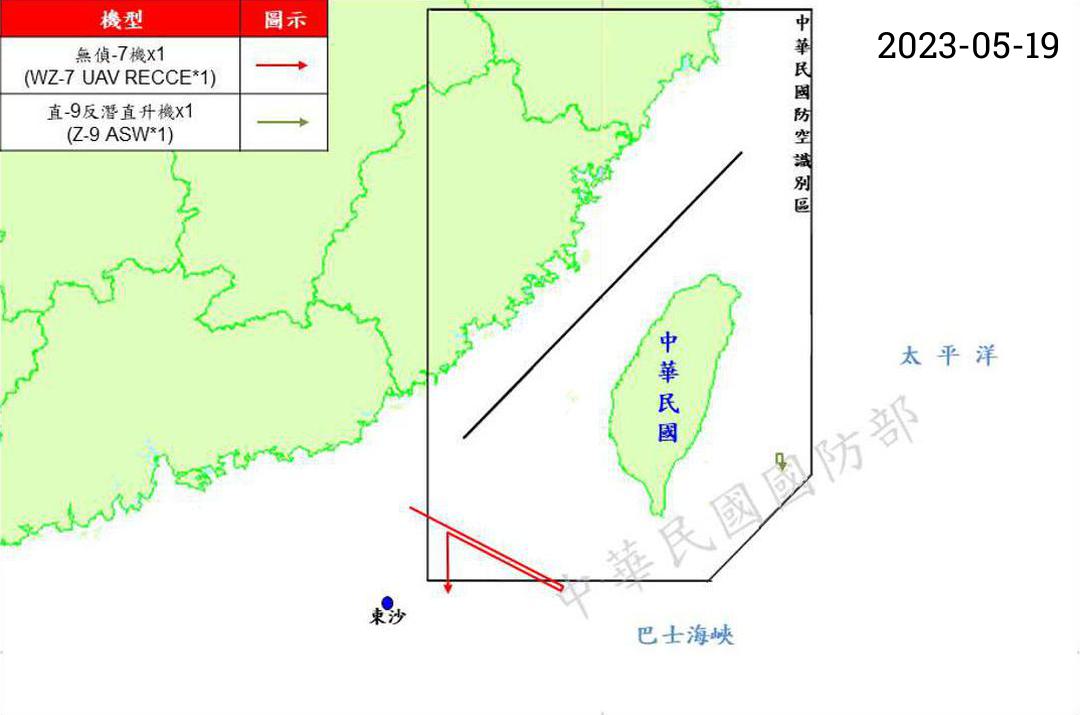 機型 圖示
無偵-7機x1
(WZ-7 UAV RECCE*1)
直-9反潛直升機x1
(Z-9 ASW*1)
2023-05-19
中華民國防空識別區
中華民國
太平洋
中華民國國防部
東沙
巴士海峽